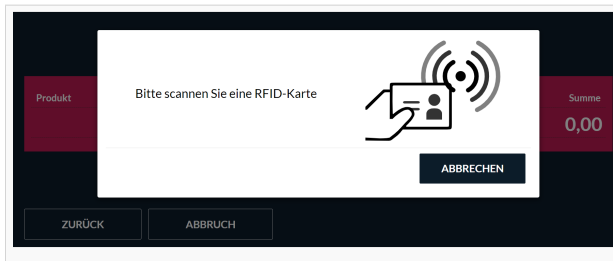 Bitte scannen Sie eine RFID-Karte
Produkt
Summe
0,00
ABBRECHEN
ZURÜCK
ABBRUCH